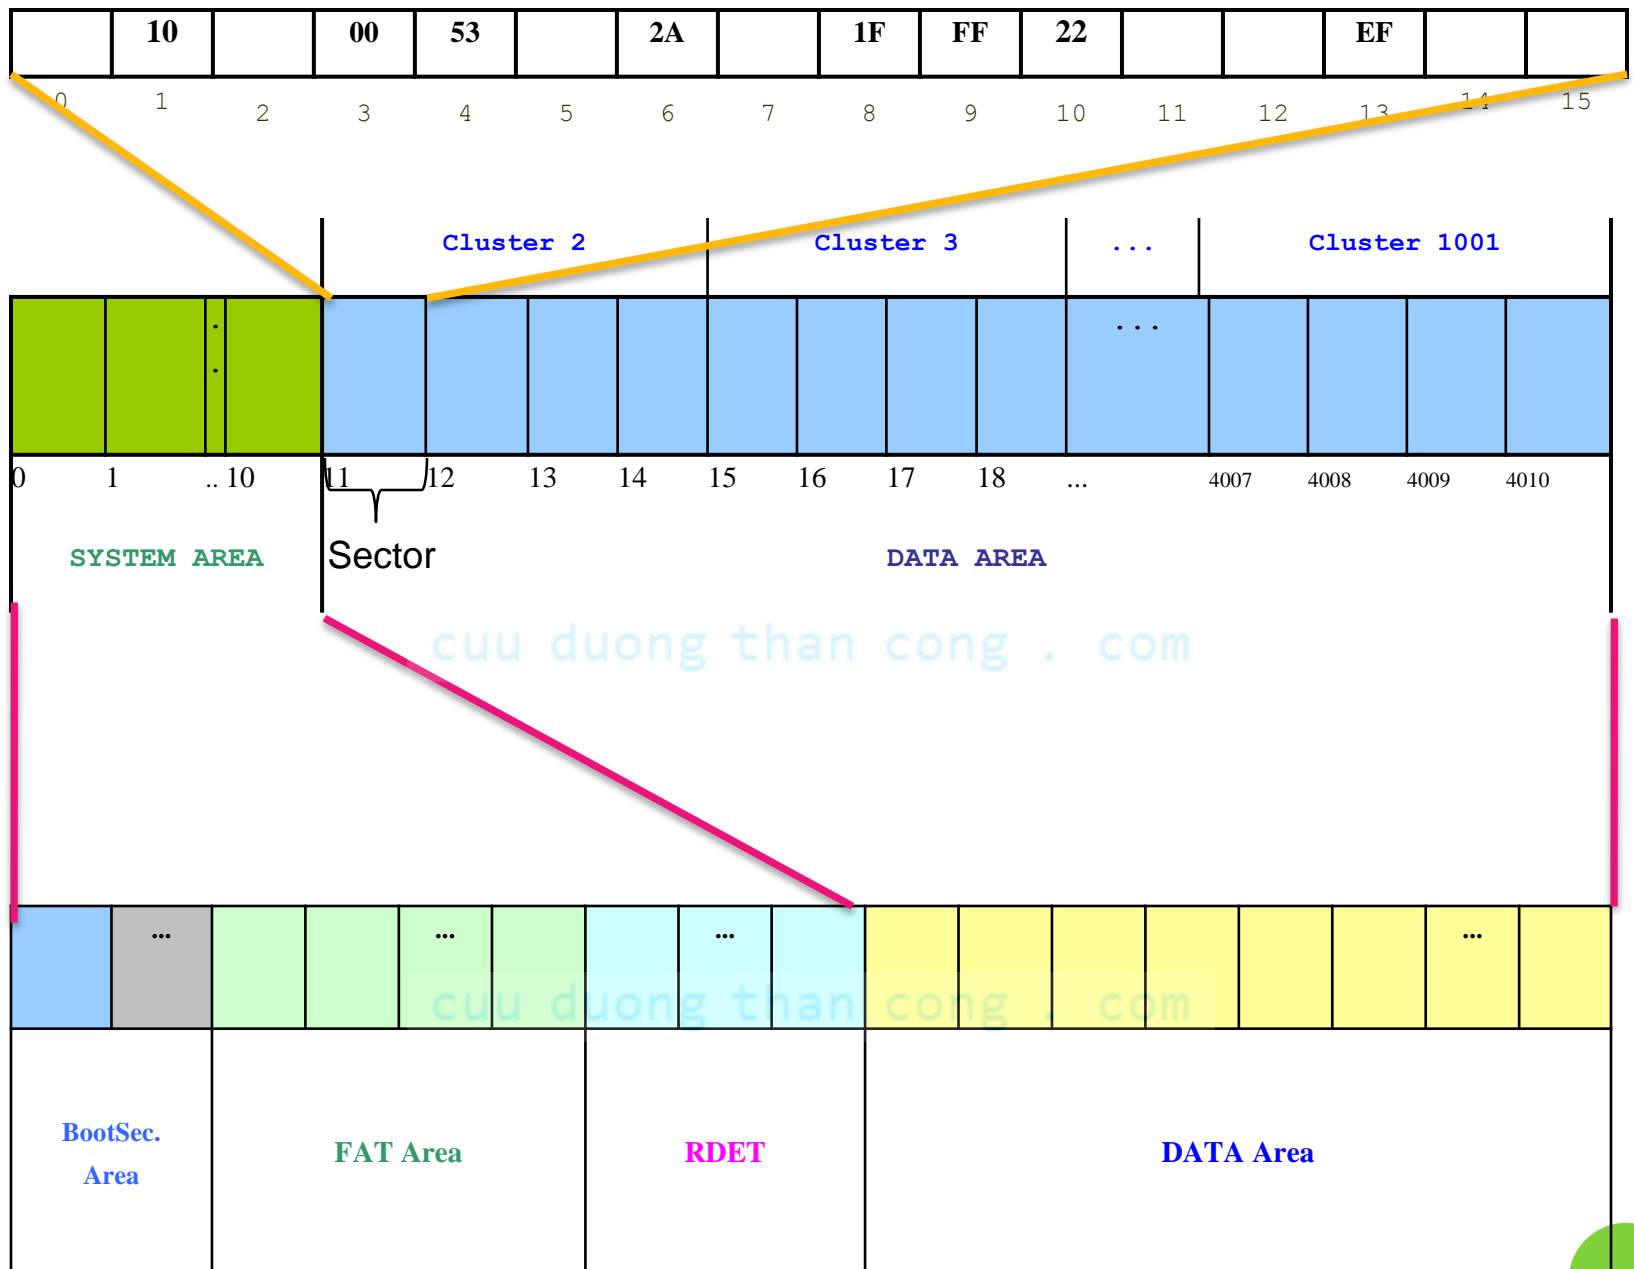 10 00 53 2A 1F FF 22 EF
0 1 2 3 4 5 6 7 8 9 10 11 12 13 14 15
Cluster 2 Cluster 3 ... Cluster 1001
. ...
.
0 1 .. 10 11 12 13 14 15 16 17 18 ... 4007 4008 4009 4010
SYSTEM AREA Sector DATA AREA
cuu duong than cong . com
... ... ... ...
cuu duong than cong . com
BootSec.
Area
FAT Area RDET DATA Area